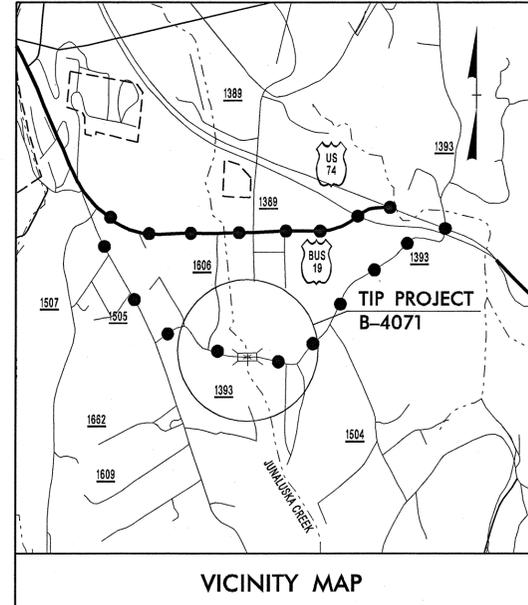 1389
US
74
1393
1389
1606
BUS
19
1393
1507
1505
TIP PROJECT
B-4071
1393
1662
1504
1609
JUNALUSKA CREEK
VICINITY MAP